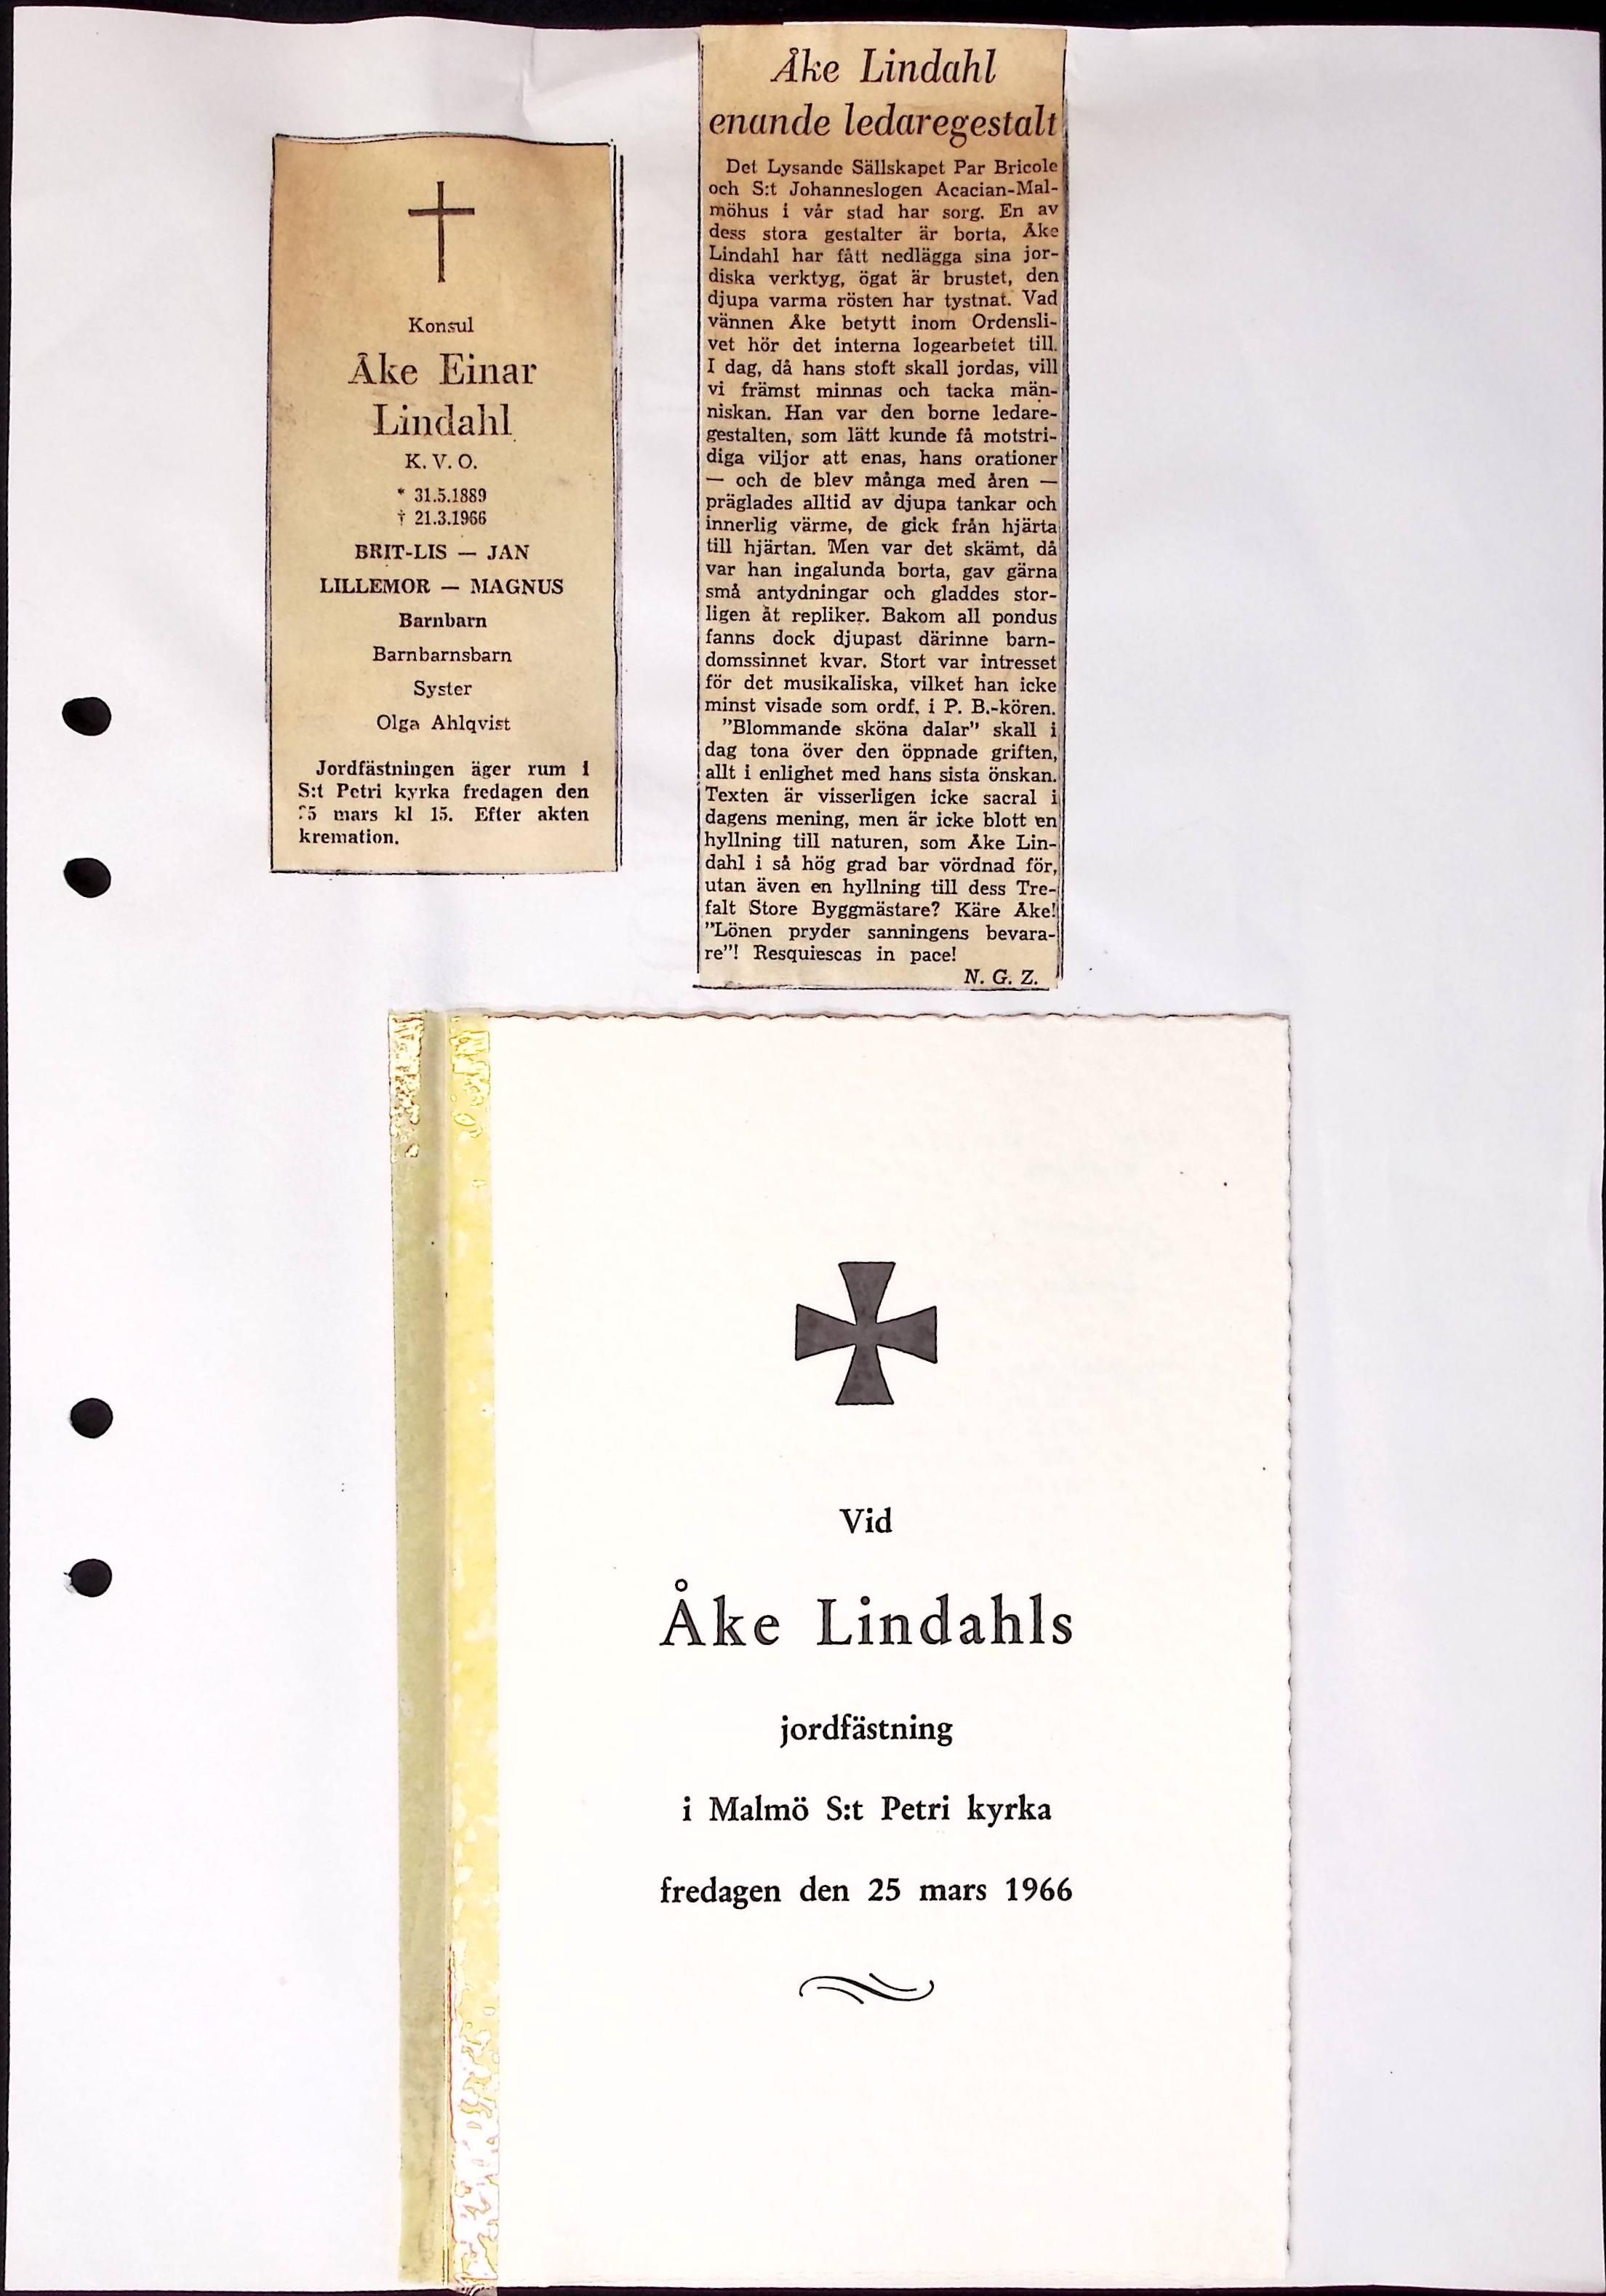 Konsul
Åke Einar
Lindahl
K. V. O.
* 31.5.1889
† 21.3.1966
BRIT-LIS — JAN
LILLEMOR — MAGNUS
Barnbarn
Barnbarnsbarn
Syster
Olga Ahlqvist
Jordfästningen äger rum i
S:t Petri kyrka fredagen den
25 mars kl 15. Efter akten
kremation.
Åke Lindahl
enande ledaregestalt
Det Lysande Sällskapet Par Bricole
och S:t Johanneslogen Acacian-Mal-
möhus i vår stad har sorg. En av
dess stora gestalter är borta, Åke
Lindahl har fått nedlägga sina jor-
diska verktyg, ögat är brustet, den
djupa varma rösten har tystnat. Vad
vännen Åke betytt inom Ordensli-
vet hör det interna logearbetet till.
I dag, då hans stoft skall jordas, vill
vi främst minnas och tacka män-
niskan. Han var den borne ledare-
gestalten, som lätt kunde få motstri-
diga viljor att enas, hans orationer
— och de blev många med åren —
präglades alltid av djupa tankar och
innerlig värme, de gick från hjärta
till hjärtan. Men var det skämt, då
var han ingalunda borta, gav gärna
små antydningar och gladdes stor-
ligen åt repliker. Bakom all pondus
fanns dock djupast därinne barn-
domssinnet kvar. Stort var intresset
för det musikaliska, vilket han icke
minst visade som ordf. i P. B.-kören.
"Blommande sköna dalar" skall i
dag tona över den öppnade griften,
allt i enlighet med hans sista önskan.
Texten är visserligen icke sacral i
dagens mening, men är icke blott en
hyllning till naturen, som Åke Lin-
dahl i så hög grad bar vördnad för,
utan även en hyllning till dess Tre-
falt Store Byggmästare? Käre Åke!
"Lönen pryder sanningens bevara-
re"! Resquiescas in pace!
N. G. Z.
Vid
Åke Lindahls
jordfästning
i Malmö S:t Petri kyrka
fredagen den 25 mars 1966